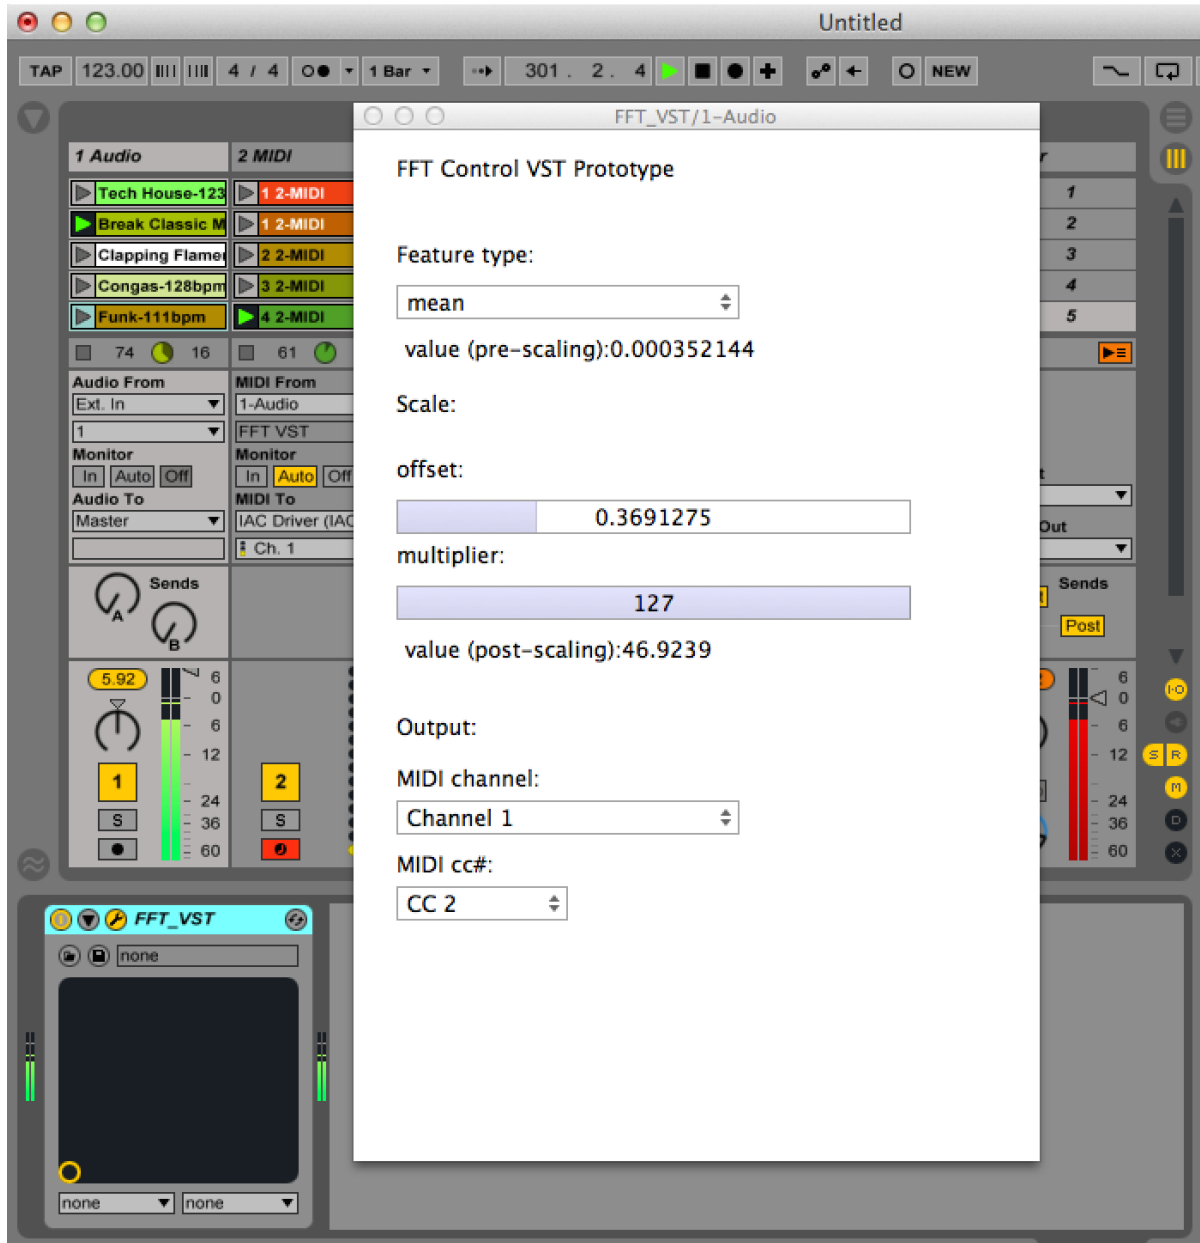 Untitled
TAP 123.00 4 / 4 1 Bar 301 . 2 . 4 NEW
FFT_VST/1-Audio
1 Audio 2 MIDI
Tech House-123 1 2-MIDI 1
Break Classic M 1 2-MIDI 2
Clapping Flame 2 2-MIDI 3
Congas-128bpm 3 2-MIDI 4
Funk-111bpm 4 2-MIDI 5
74 16 61
Audio From MIDI From
Ext. In 1-Audio
1 FFT VST
Monitor Monitor
In Auto Off In Auto Off
Audio To MIDI To
Master IAC Driver (IAC
Ch. 1
Out
Sends Sends
A
B
Post
5.92 6 6
0 0
6 6
12 12
1 2
24 24
S S 36 36
60 60
I-O
S R
M
D
X
FFT Control VST Prototype
Feature type:
mean
value (pre-scaling):0.000352144
Scale:
offset:
0.3691275
multiplier:
127
value (post-scaling):46.9239
Output:
MIDI channel:
Channel 1
MIDI cc#:
CC 2
FFT_VST
none
none none